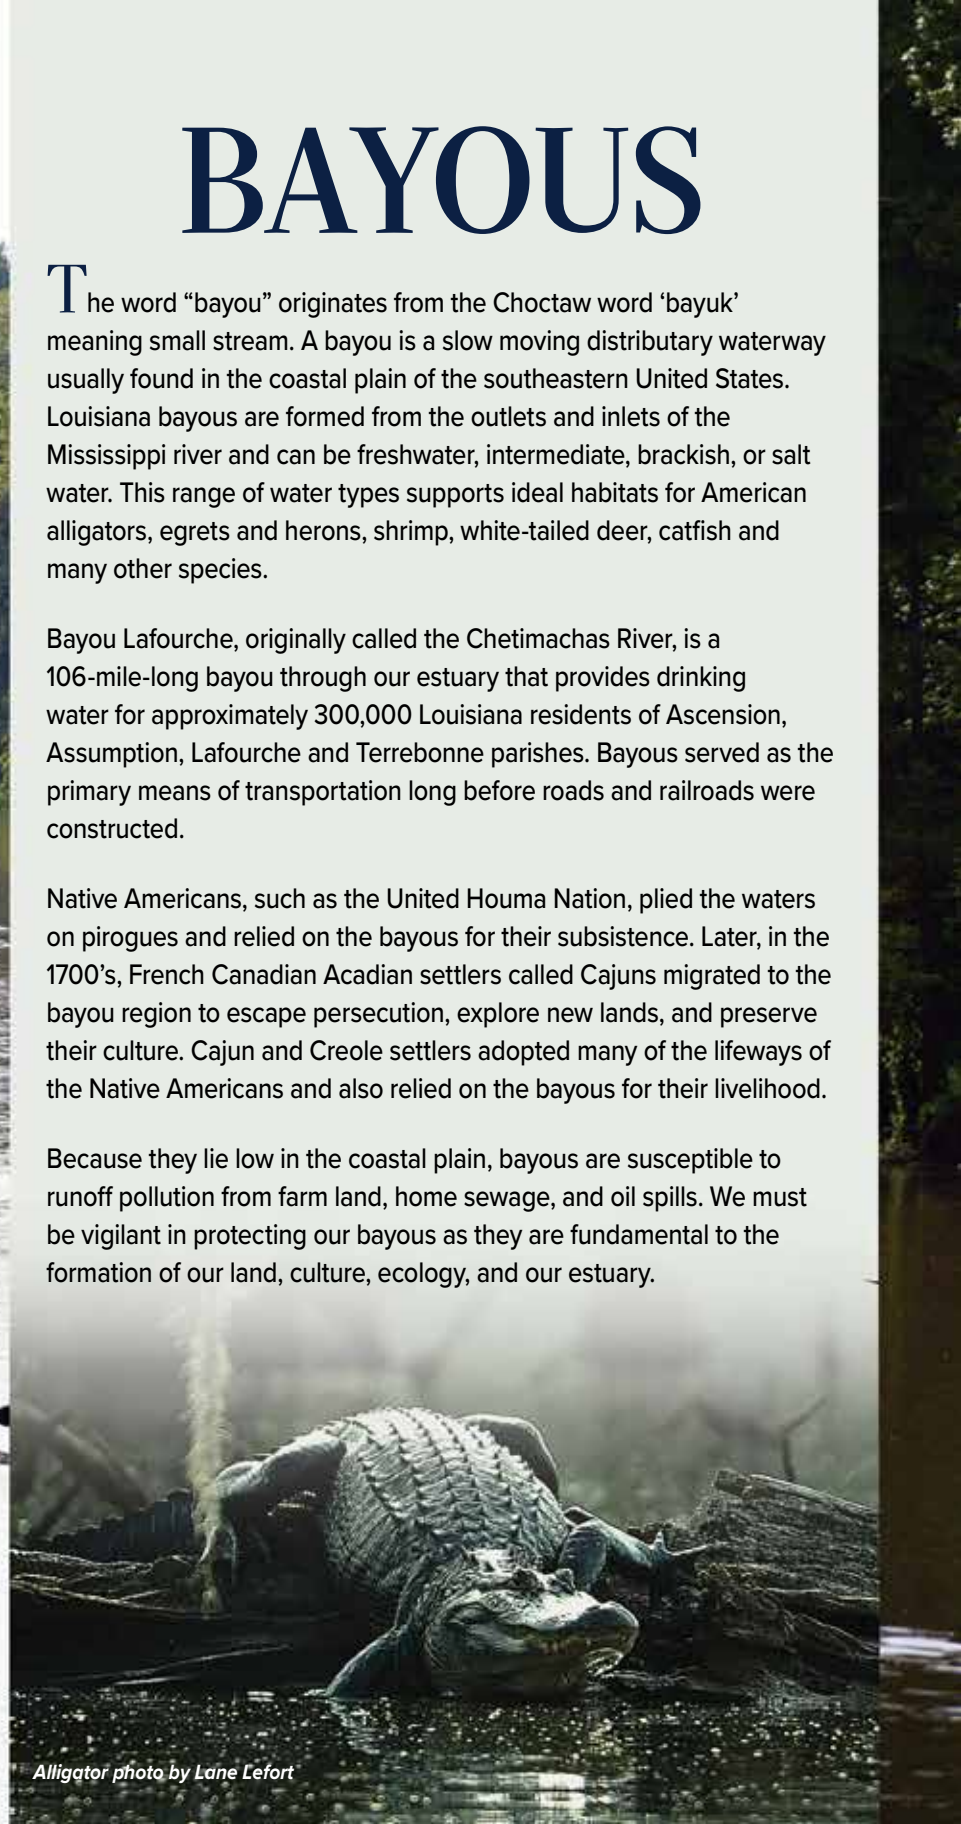 BAYOUS
The word “bayou” originates from the Choctaw word ‘bayuk’
meaning small stream. A bayou is a slow moving distributary waterway
usually found in the coastal plain of the southeastern United States.
Louisiana bayous are formed from the outlets and inlets of the
Mississippi river and can be freshwater, intermediate, brackish, or salt
water. This range of water types supports ideal habitats for American
alligators, egrets and herons, shrimp, white-tailed deer, catfish and
many other species.
Bayou Lafourche, originally called the Chetimachas River, is a
106-mile-long bayou through our estuary that provides drinking
water for approximately 300,000 Louisiana residents of Ascension,
Assumption, Lafourche and Terrebonne parishes. Bayous served as the
primary means of transportation long before roads and railroads were
constructed.
Native Americans, such as the United Houma Nation, plied the waters
on pirogues and relied on the bayous for their subsistence. Later, in the
1700’s, French Canadian Acadian settlers called Cajuns migrated to the
bayou region to escape persecution, explore new lands, and preserve
their culture. Cajun and Creole settlers adopted many of the lifeways of
the Native Americans and also relied on the bayous for their livelihood.
Because they lie low in the coastal plain, bayous are susceptible to
runoff pollution from farm land, home sewage, and oil spills. We must
be vigilant in protecting our bayous as they are fundamental to the
formation of our land, culture, ecology, and our estuary.
Alligator photo by Lane Lefort